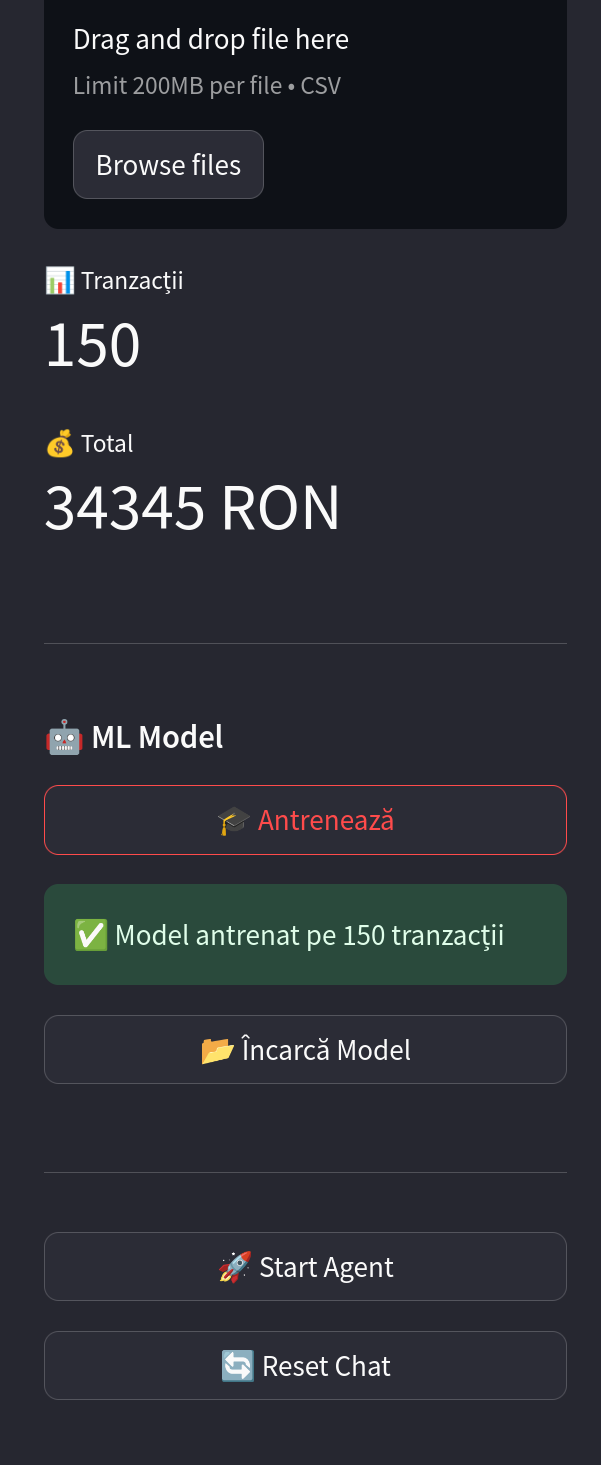 Drag and drop file here
Limit 200MB per file • CSV
Browse files
📊 Tranzacții
150
💰 Total
34345 RON
🤖 ML Model
🎓 Antrenează
✅ Model antrenat pe 150 tranzacții
📂 Încarcă Model
🚀 Start Agent
🔄 Reset Chat